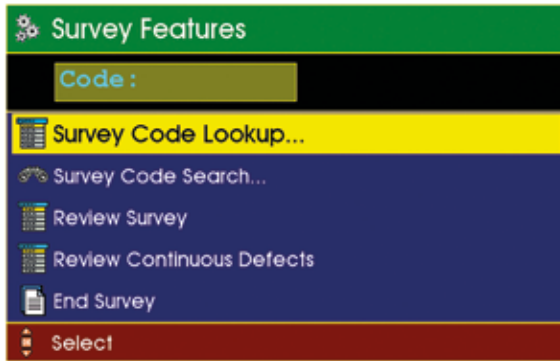 Survey Features
Code:
Survey Code Lookup...
Survey Code Search...
Review Survey
Review Continuous Defects
End Survey
Select